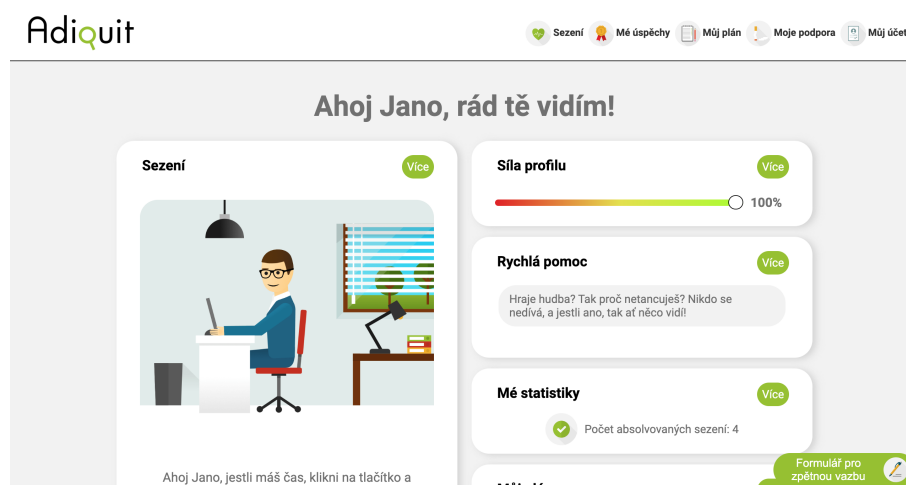 Adiquit
Sezení
Mé úspěchy
Můj plán
Moje podpora
Můj účet
Ahoj Jano, rád tě vidím!
Sezení
Více
Ahoj Jano, jestli máš čas, klikni na tlačítko a
Síla profilu
Více
100%
Rychlá pomoc
Více
Hraje hudba? Tak proč netancuješ? Nikdo se
nedívá, a jestli ano, tak ať něco vidí!
Mé statistiky
Více
Počet absolvovaných sezení: 4
Formulář pro
zpětnou vazbu